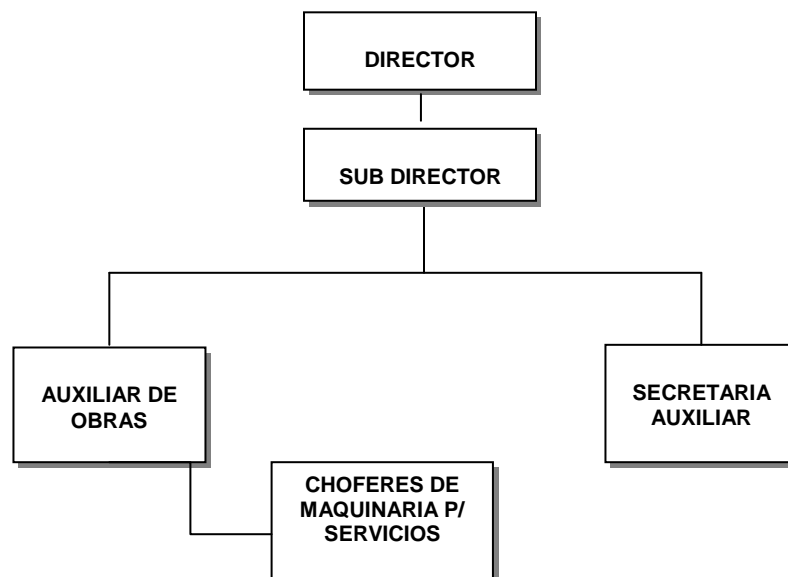 DIRECTOR
SUB DIRECTOR
AUXILIAR DE
OBRAS
SECRETARIA
AUXILIAR
CHOFERES DE
MAQUINARIA P/
SERVICIOS